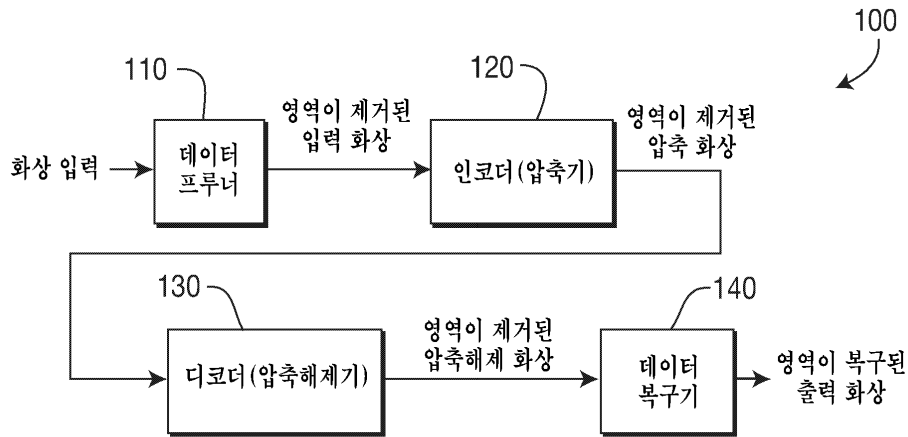 100
110
120
화상 입력
데이터
프루너
영역이 제거된
입력 화상
인코더(압축기)
영역이 제거된
압축 화상
130
140
디코더(압축해제기)
영역이 제거된
압축해제 화상
데이터
복구기
영역이 복구된
출력 화상